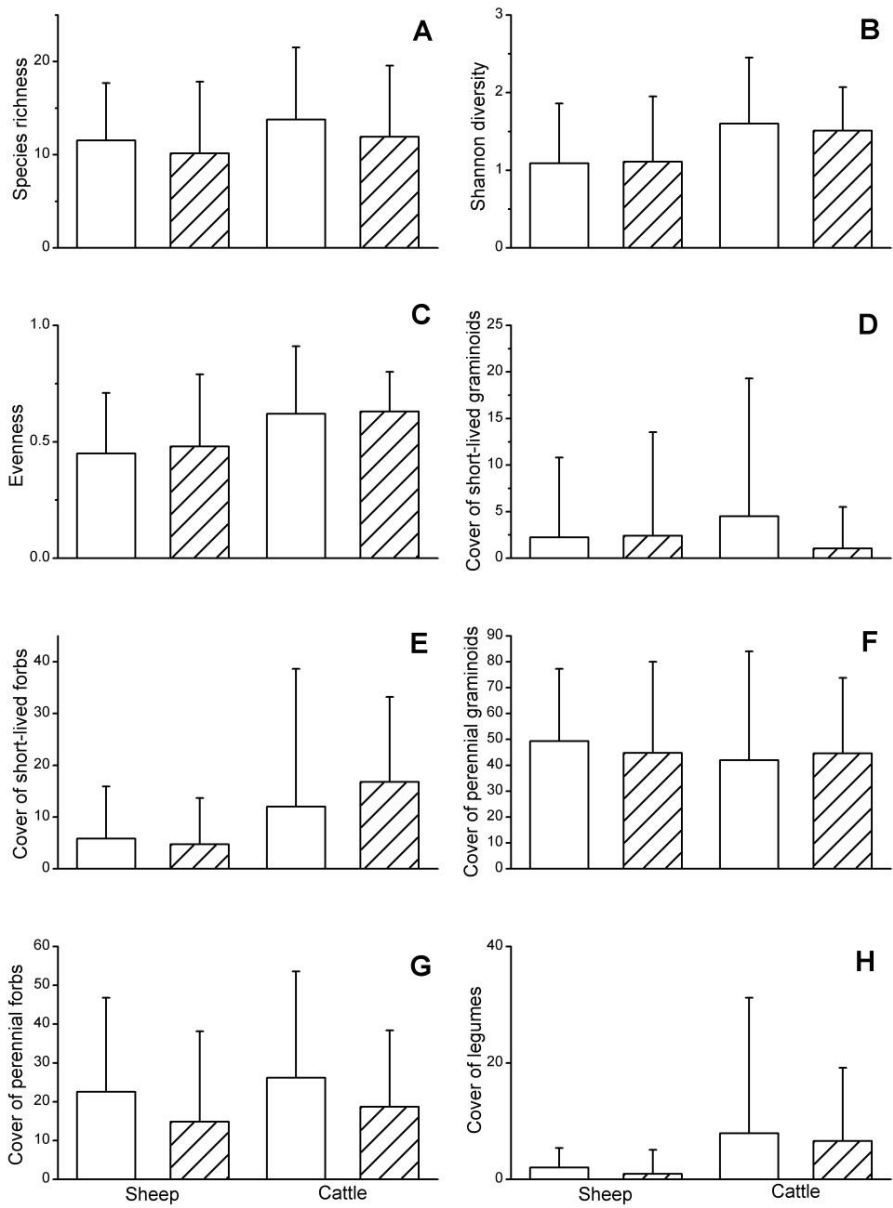 A
Species richness
20
10
0
B
Shannon diversity
3
2
1
0
C
Evenness
1.0
0.5
0.0
D
Cover of short-lived graminoids
25
20
15
10
5
0
E
Cover of short-lived forbs
40
30
20
10
0
F
Cover of perennial graminoids
90
80
70
60
50
40
30
20
10
0
G
Cover of perennial forbs
60
50
40
30
20
10
0
Sheep Cattle
H
Cover of legumes
40
20
0
Sheep Cattle